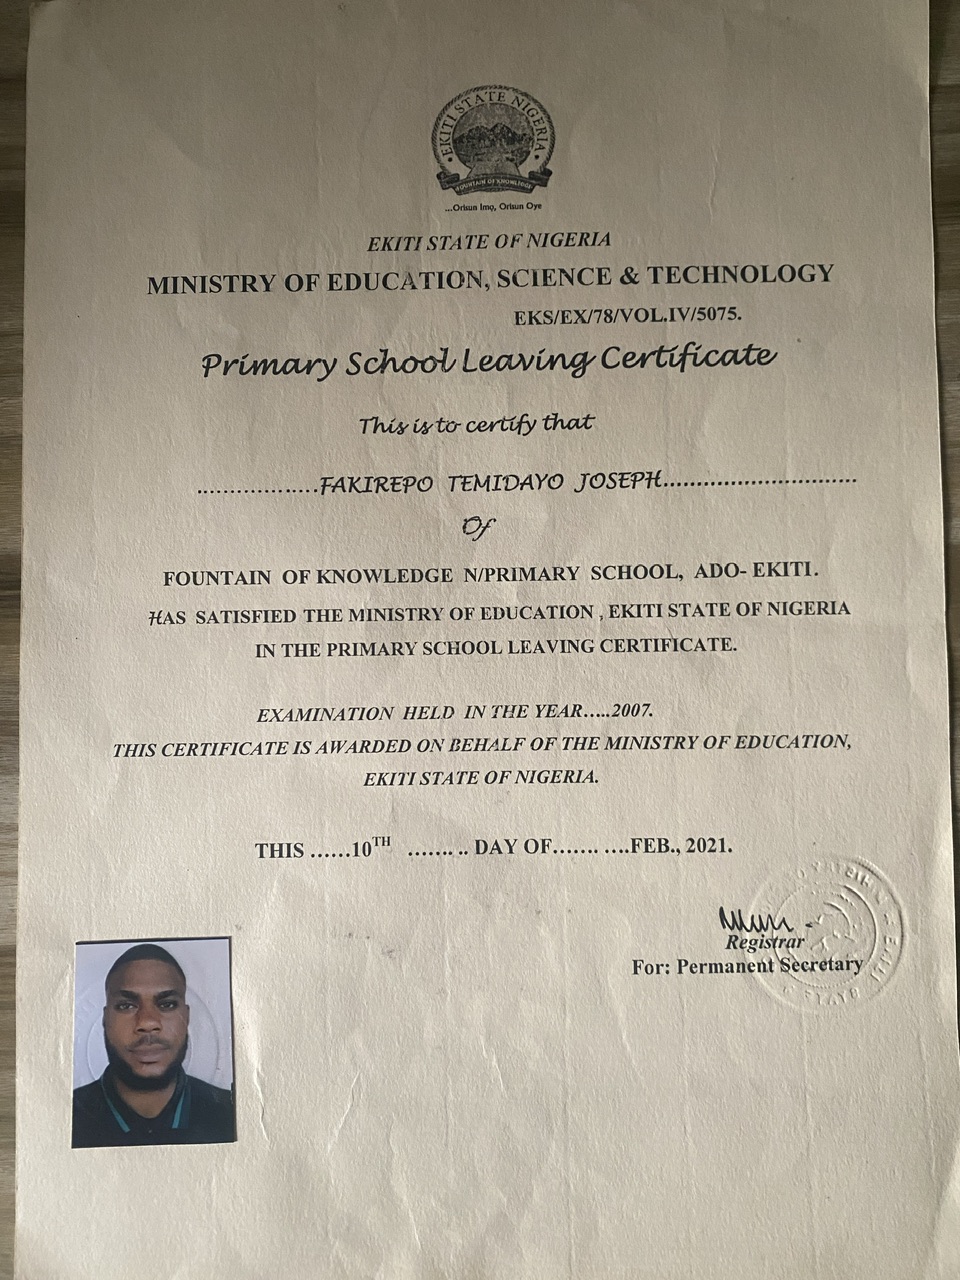 EKITI STATE NIGERIA
FOUNTAIN OF KNOWLEDGE
...Orisun Imọ, Orisun Oye
EKITI STATE OF NIGERIA
MINISTRY OF EDUCATION, SCIENCE & TECHNOLOGY
EKS/EX/78/VOL.IV/5075.
Primary School Leaving Certificate
This is to certify that
..................FAKIREPO TEMIDAYO JOSEPH.............................
Of
FOUNTAIN OF KNOWLEDGE N/PRIMARY SCHOOL, ADO- EKITI.
HAS SATISFIED THE MINISTRY OF EDUCATION , EKITI STATE OF NIGERIA
IN THE PRIMARY SCHOOL LEAVING CERTIFICATE.
EXAMINATION HELD IN THE YEAR.....2007.
THIS CERTIFICATE IS AWARDED ON BEHALF OF THE MINISTRY OF EDUCATION,
EKITI STATE OF NIGERIA.
THIS ......10TH ....... .. DAY OF....... ....FEB., 2021.
Registrar
For: Permanent Secretary